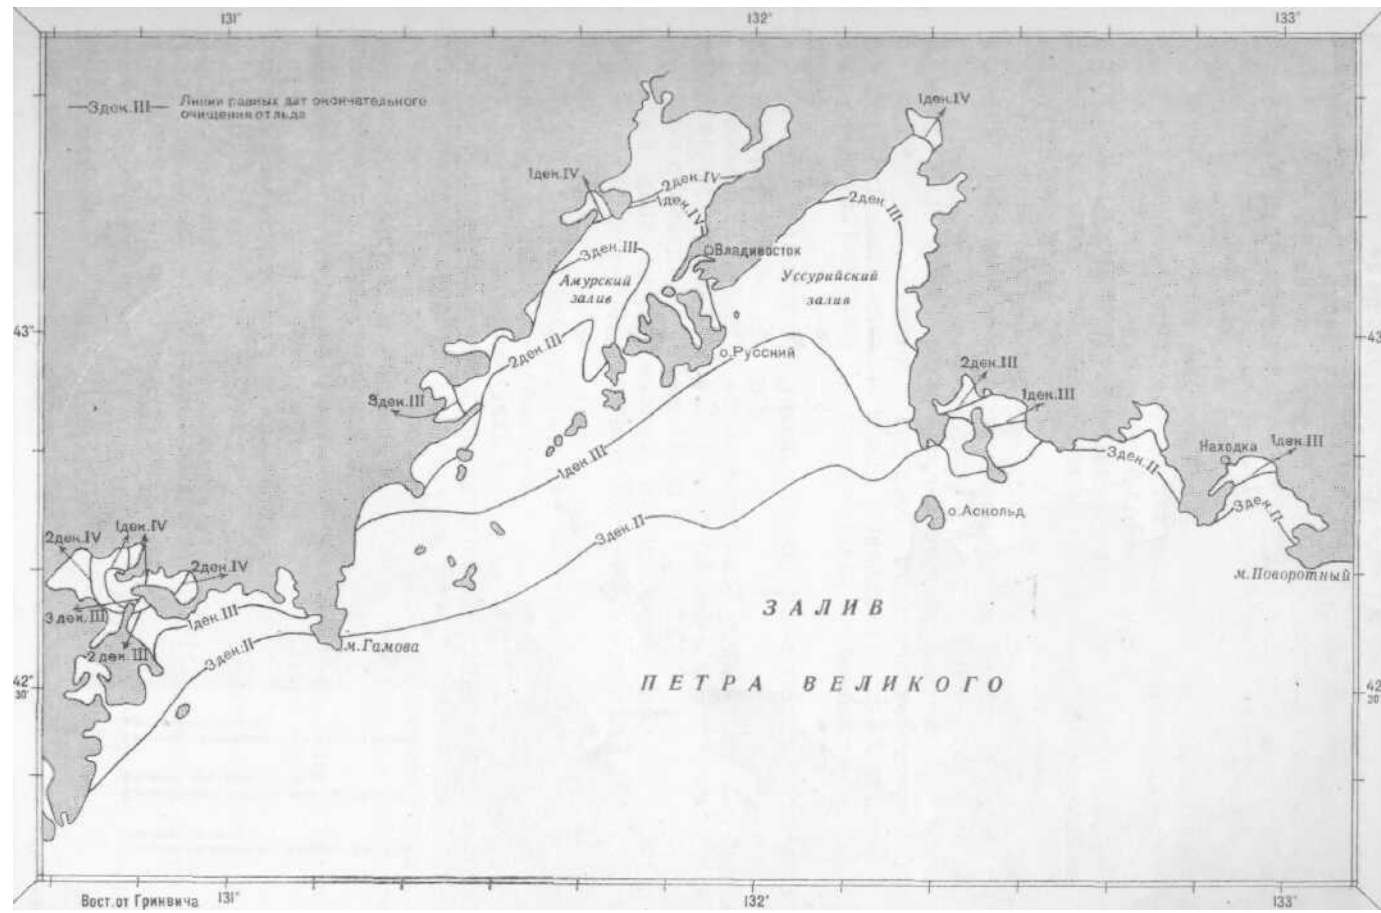 131°
132°
133°
3дек.III
Линии равных дат окончательного
очищения от льда
1дек.IV
1дек.IV
2дек.IV
1дек.IV
2дек.III
3дек.III
Владивосток
Амурский
залив
Уссурийский
залив
43°
43°
2дек.III
о.Русский
2дек.III
3дек.III
1дек.III
1дек.III
3дек.II
Находка
1дек.III
3дек.II
о.Аскольд
3дек.II
2дек.IV
1дек.IV
2дек.IV
м.Поворотный
3дек.III
1дек.III
2дек.III
3дек.II
м.Гамова
ЗАЛИВ
ПЕТРА ВЕЛИКОГО
42°
30'
42°
30'
Вост.от Гринвича
131°
132°
133°